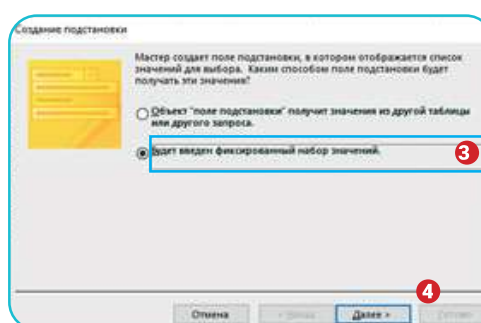 Создание подстановки
Мастер создает поле подстановки, в котором отображается список
значений для выбора. Каким способом поле подстановки будет
получать эти значения?
Объект "поле подстановки" получит значения из другой таблицы
или другого запроса.
Будет введен фиксированный набор значений.
3
4
Отмена < Назад Далее > Готово